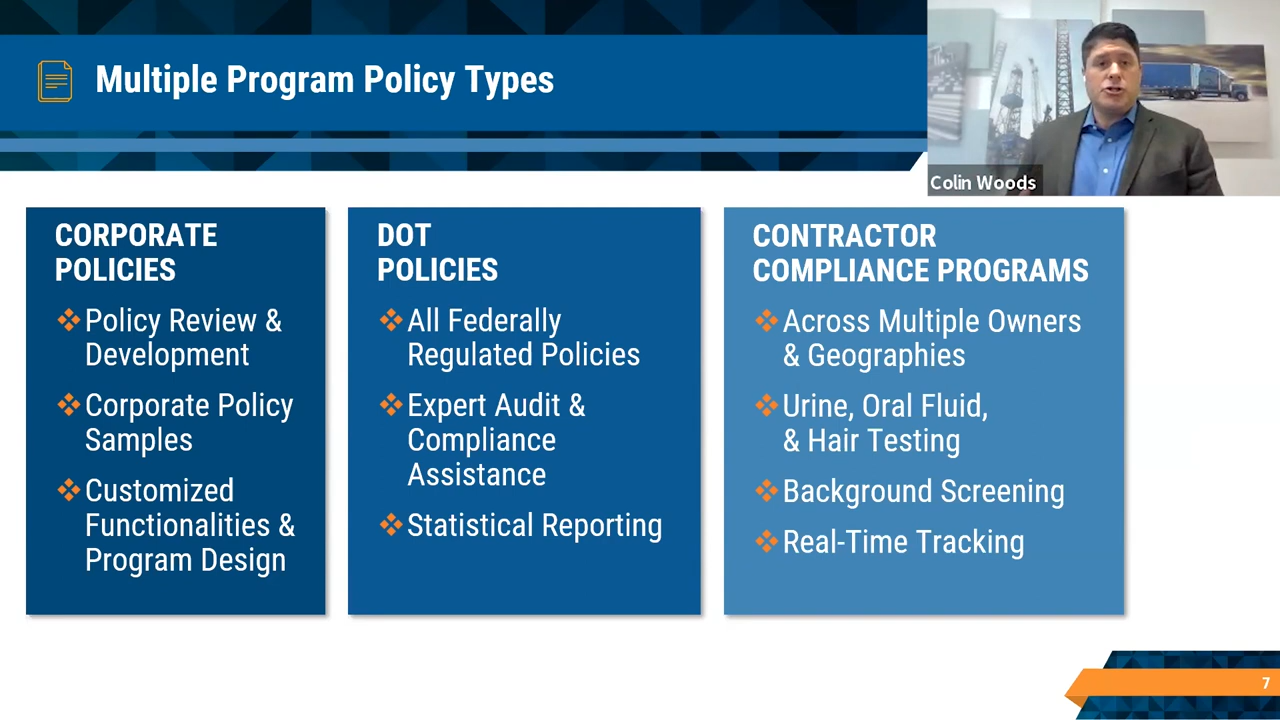 Multiple Program Policy Types
Colin Woods
CORPORATE
POLICIES
Policy Review &
Development
Corporate Policy
Samples
Customized
Functionalities &
Program Design
DOT
POLICIES
All Federally
Regulated Policies
Expert Audit &
Compliance
Assistance
Statistical Reporting
CONTRACTOR
COMPLIANCE PROGRAMS
Across Multiple Owners
& Geographies
Urine, Oral Fluid,
& Hair Testing
Background Screening
Real-Time Tracking
7